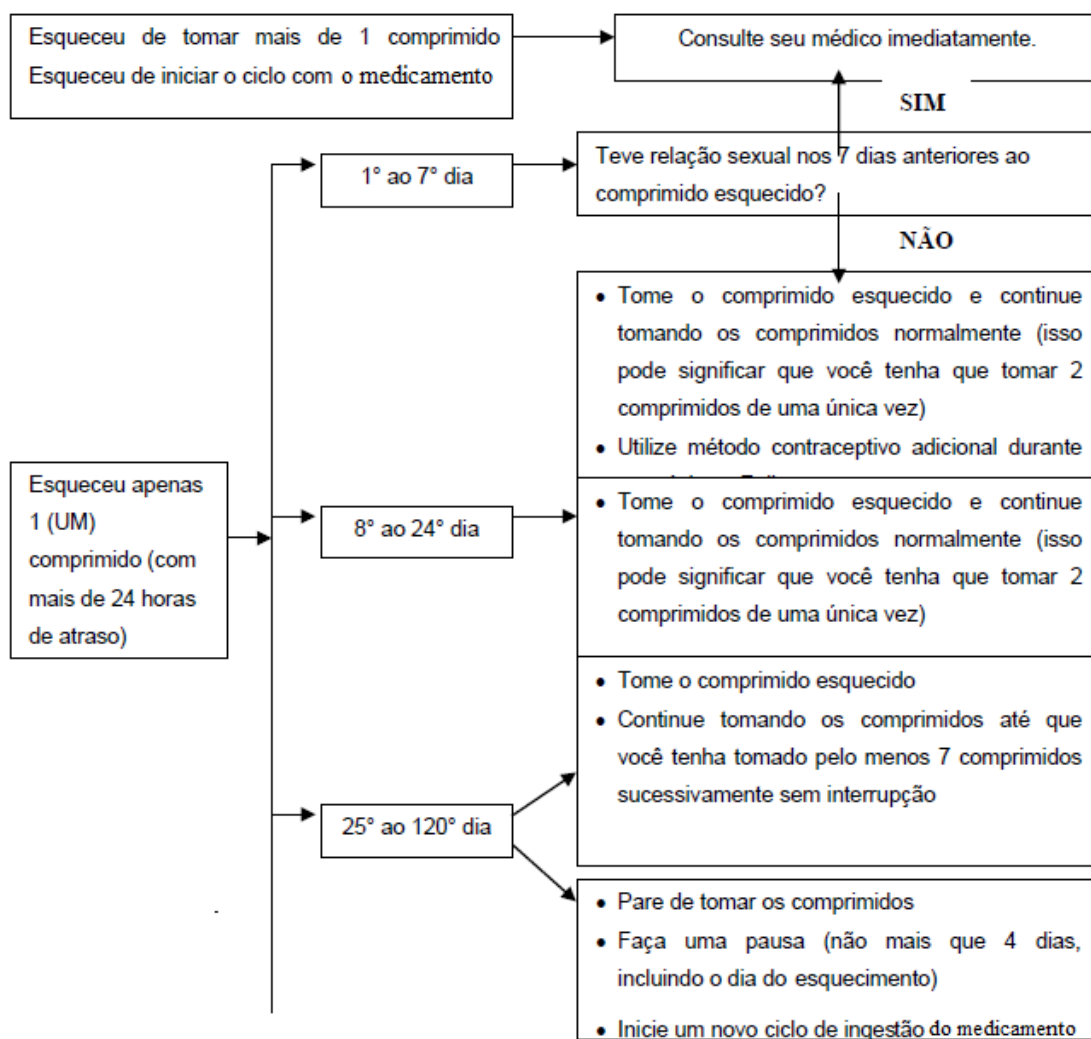 Esqueceu de tomar mais de 1 comprimido
Esqueceu de iniciar o ciclo com o medicamento
Consulte seu médico imediatamente.
SIM
1° ao 7° dia
Teve relação sexual nos 7 dias anteriores ao
comprimido esquecido?
NÃO
• Tome o comprimido esquecido e continue
tomando os comprimidos normalmente (isso
pode significar que você tenha que tomar 2
comprimidos de uma única vez)
• Utilize método contraceptivo adicional durante
Esqueceu apenas
1 (UM)
comprimido (com
mais de 24 horas
de atraso)
8° ao 24° dia
• Tome o comprimido esquecido e continue
tomando os comprimidos normalmente (isso
pode significar que você tenha que tomar 2
comprimidos de uma única vez)
25° ao 120° dia
• Tome o comprimido esquecido
• Continue tomando os comprimidos até que
você tenha tomado pelo menos 7 comprimidos
sucessivamente sem interrupção
• Pare de tomar os comprimidos
• Faça uma pausa (não mais que 4 dias,
incluindo o dia do esquecimento)
• Inicie um novo ciclo de ingestão do medicamento